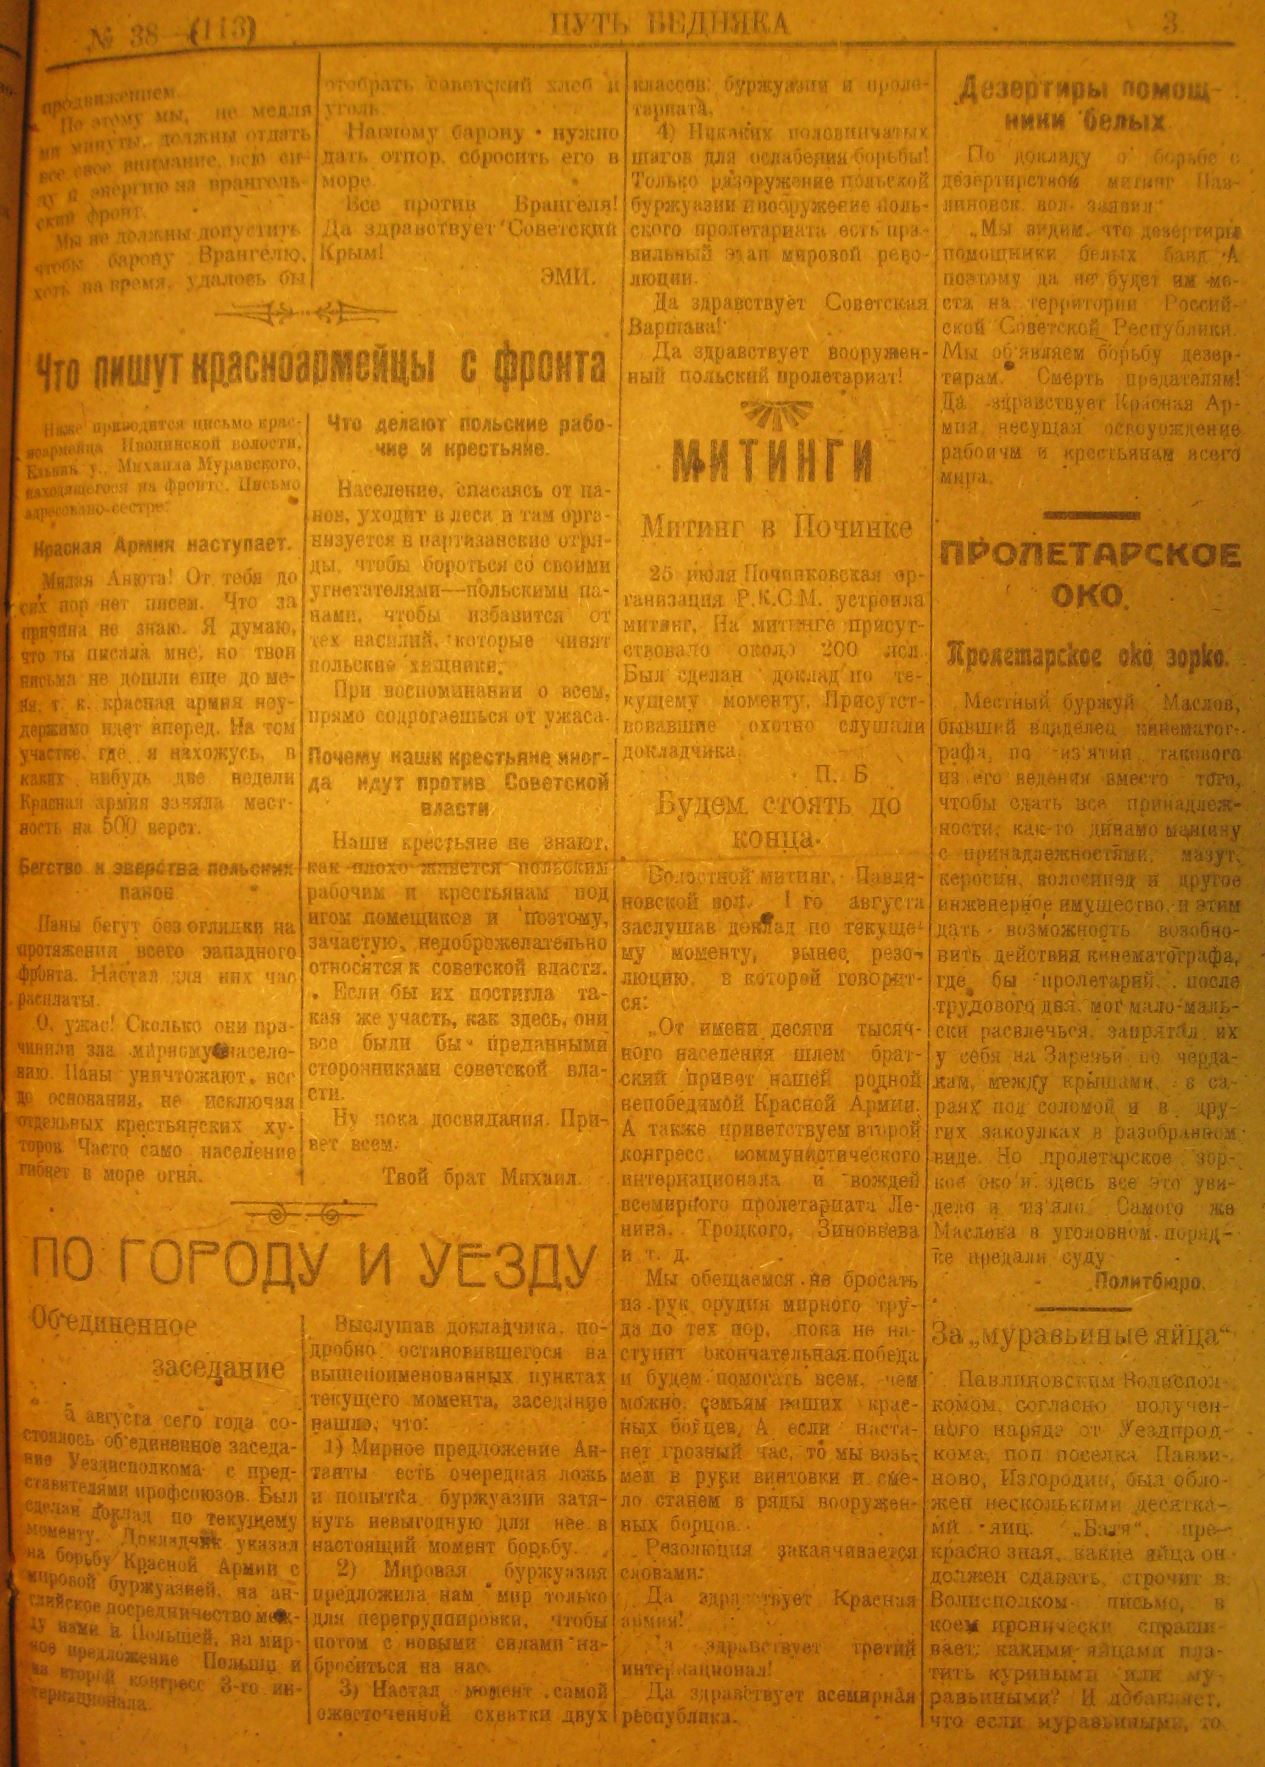 № 38 (113)
ПУТЬ БЕДНЯКА
3
продвижением.
По этому мы, не медля
ни минуты, должны отдать
все свое внимание, всю си-
лу и энергию на врангель-
ский фронт.
Мы не должны допустить
чтобы барону Врангелю,
хоть на время, удалось бы
отобрать советский хлеб и
уголь.
Наглому барону нужно
дать отпор, сбросить его в
море.
Все против Врангеля!
Да здравствует Советский
Крым!
ЭМИ.
Что пишут красноармейцы с фронта
Ниже приводится письмо крас-
ноармейца Ивонинской волости,
Ельнин у., Михаила Муравского,
находящегося на фронте. Письмо
адресовано сестре:
Красная Армия наступает.
Милая Анюта! От тебя до
сих пор нет писем. Что за
причина не знаю. Я думаю,
что ты писала мне, но твои
письма не дошли еще до ме-
ня, т. к. красная армия неу-
держимо идет вперед. На том
участке, где я нахожусь, в
каких нибудь две недели
Красная армия заняла мест-
ность на 500 верст.
Бегство и зверства польских
панов
Паны бегут без оглядки на
протяжении всего западного
фронта. Настал для них час
расплаты.
О, ужас! Сколько они при-
чинили зла мирному населе-
нию. Паны уничтожают все
до основания, не исключая
отдельных крестьянских ху-
торов. Часто само население
гибнет в море огня.
Что делают польские рабо-
чие и крестьяне.
Население, спасаясь от па-
нов, уходит в леса и там орга-
низуется в партизанские отря-
ды, чтобы бороться со своими
угнетателями—польскими па-
нами, чтобы избавится от
тех насилий, которые чинят
польские хищники.
При воспоминании о всем,
прямо содрогаешься от ужаса.
Почему наши крестьяне иног-
да идут против Советской
власти
Наши крестьяне не знают,
как плохо живется польским
рабочим и крестьянам под
игом помещиков и поэтому,
зачастую, недоброжелательно
относятся к советской власти.
Если бы их постигла та-
кая же участь, как здесь, они
все были бы преданными
сторонниками советской вла-
сти.
Ну пока досвидания. При-
вет всем.
Твой брат Михаил.
ПО ГОРОДУ И УЕЗДУ
Об'единенное
заседание
5 августа сего года со-
стоялось об'единенное заседа-
ние Уездисполкома с пред-
ставителями профсоюзов. Был
сделан доклад по текущему
моменту. Докладчик указал
на борьбу Красной Армии с
мировой буржуазией, на ан-
глийское посредничество меж-
ду нами и Польшей, на мир-
ное предложение Польши и
на второй конгресс 3-го ин-
тернационала.
Выслушав докладчика, по-
дробно остановившегося на
вышепоименованных пунктах
текущего момента, заседание
нашло, что:
1) Мирное предложение Ан-
танты есть очередная ложь
и попытка буржуазии затя-
нуть невыгодную для нее в
настоящий момент борьбу.
2) Мировая буржуазия
предложила нам мир только
для перегруппировки, чтобы
потом с новыми силами на-
броситься на нас.
3) Настал момент самой
ожесточенной схватки двух
классов: буржуазии и проле-
тариата.
4) Никаких половинчатых
шагов для ослабения борьбы!
Только разоружение польской
буржуазии и вооружение поль-
ского пролетариата есть пра-
вильный этап мировой рево-
люции.
Да здравствует Советская
Варшава!
Да здравствует вооружен-
ный польский пролетариат!
МИТИНГИ
Митинг в Починке
25 июля Починковская ор-
ганизация Р.К.С.М. устроила
митинг. На митинге присут-
ствовало около 200 чел.
Был сделан доклад по те-
кущему моменту. Присутст-
вовавшие охотно слушали
докладчика.
П. Б
Будем стоять до
конца.
Волостной митинг, Павли-
новской вол. 1 го августа
заслушав доклад по текуще-
му моменту, вынес резо-
люцию, в которой говорит-
ся:
„От имени десяти тысяч-
ного населения шлем брат-
ский привет нашей родной
непобедимой Красной Армии.
А также приветствуем второй
конгресс коммунистического
интернационала и вождей
всемирного пролетариата Ле-
нина, Троцкого, Зиновьева
и т. д.
Мы обещаемся не бросать
из рук орудия мирного тру-
да до тех пор, пока не на-
ступит окончательная победа
и будем помогать всем, чем
можно, семьям наших крас-
ных борцев. А если наста-
нет грозный час, то мы возь-
мем в руки винтовки и сме-
ло станем в ряды вооружен-
ных борцов.
Резолюция заканчивается
словами:
Да здравствует Красная
армия!
Да здравствует третий
интернационал!
Да здравствует всемирная
республика.
Дезертиры помощ-
ники белых
По докладу о борьбе с
дезертирством митинг Пав-
линовск. вол. заявил:
„Мы видим, что дезертиры
помощники белых банд. А
поэтому да не будет им ме-
ста на территории Россий-
ской Советской Республики.
Мы об'являем борьбу дезер-
тирам. Смерть предателям!
Да здравствует Красная Ар-
мия, несущая освобождение
рабочим и крестьянам всего
мира.
ПРОЛЕТАРСКОЕ
ОКО.
Пролетарское око зорко.
Местный буржуй Маслов,
бывший владелец кинематог-
рафа, по из'ятии такового
из его ведения вместо того,
чтобы сдать все принадлеж-
ности, как-то динамо машину
с принадлежностями, мазут,
керосин, волосипед и другое
инженерное имущество, и этим
дать возможность возобно-
вить действия кинематографа,
где бы пролетарий, после
трудового дня, мог мало-маль-
ски развлечься, запрятал их
у себя на Заречьи по черда-
кам, между крышами, в са-
раях под соломой и в дру-
гих закоулках в разобранном
виде. Но пролетарское зор-
кое око и здесь все это уви-
дело и из'яло. Самого же
Маслова в уголовном поряд-
ке предали суду.
Политбюро.
За „муравьиные яйца“
Павлиновским Волиспол-
комом, согласно получен-
ного наряда от Уездпрод-
кома, поп поселка Павли-
ново, Изгородин, был обло-
жен несколькими десятка-
ми яиц. „Батя“, пре-
красно зная, какие яйца он
должен сдавать, строчит в
Волисполком письмо, в
коем иронически спраши-
вает: какими яйцами пла-
тить куриными или му-
равьиными? И добавляет,
что если муравьиными, то